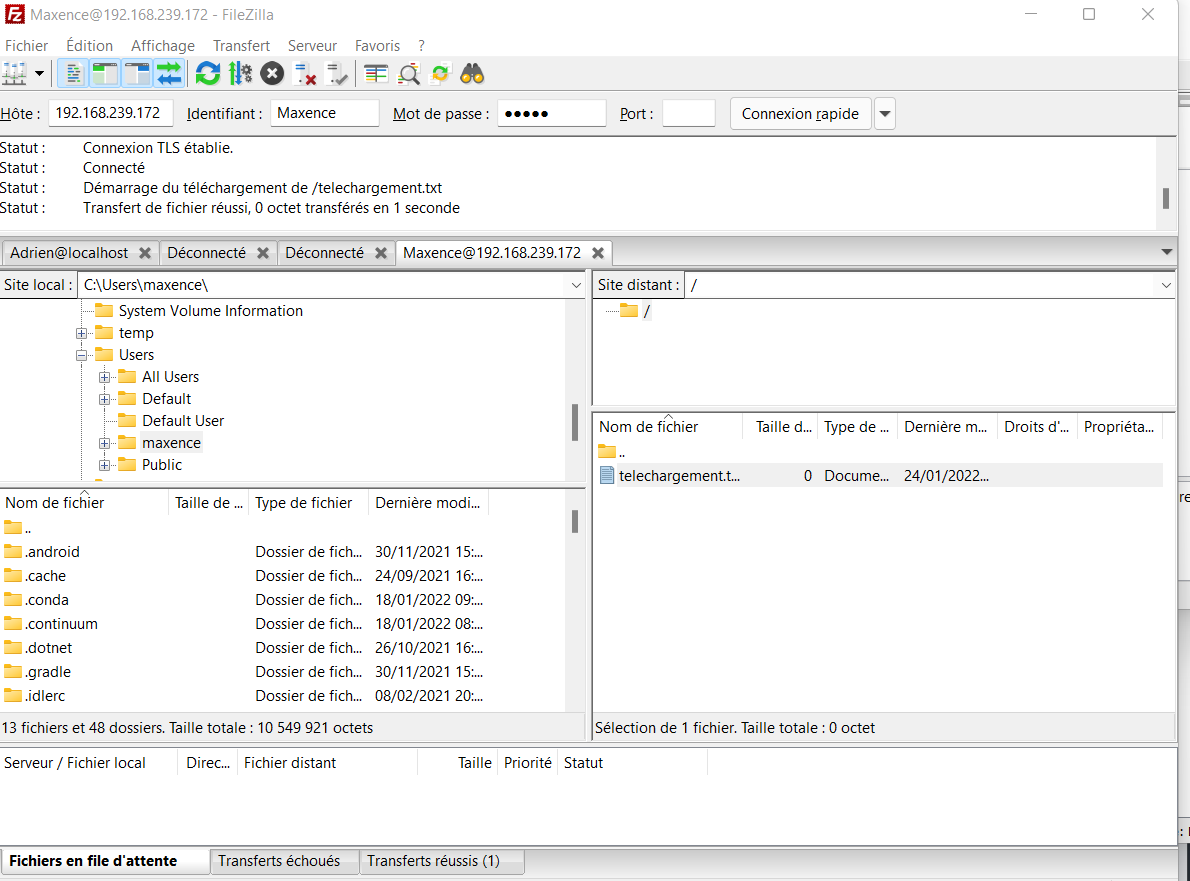 Maxence@192.168.239.172 - FileZilla
Fichier Édition Affichage Transfert Serveur Favoris ?
Hôte : 192.168.239.172 Identifiant : Maxence Mot de passe : ●●●●● Port : Connexion rapide
Statut : Connexion TLS établie.
Statut : Connecté
Statut : Démarrage du téléchargement de /telechargement.txt
Statut : Transfert de fichier réussi, 0 octet transférés en 1 seconde
Adrien@localhost Déconnecté Déconnecté Maxence@192.168.239.172
Site local : C:\Users\maxence\
System Volume Information
temp
Users
All Users
Default
Default User
maxence
Public
Nom de fichier Taille de ... Type de fichier Dernière modi...
..
.android Dossier de fich... 30/11/2021 15:...
.cache Dossier de fich... 24/09/2021 16:...
.conda Dossier de fich... 18/01/2022 09:...
.continuum Dossier de fich... 18/01/2022 08:...
.dotnet Dossier de fich... 26/10/2021 16:...
.gradle Dossier de fich... 30/11/2021 15:...
.idlerc Dossier de fich... 08/02/2021 20:...
13 fichiers et 48 dossiers. Taille totale : 10 549 921 octets
Site distant : /
/
Nom de fichier Taille d... Type de ... Dernière m... Droits d'... Propriéta...
..
telechargement.t... 0 Docume... 24/01/2022...
Sélection de 1 fichier. Taille totale : 0 octet
Serveur / Fichier local Direc... Fichier distant Taille Priorité Statut
Fichiers en file d'attente Transferts échoués Transferts réussis (1)